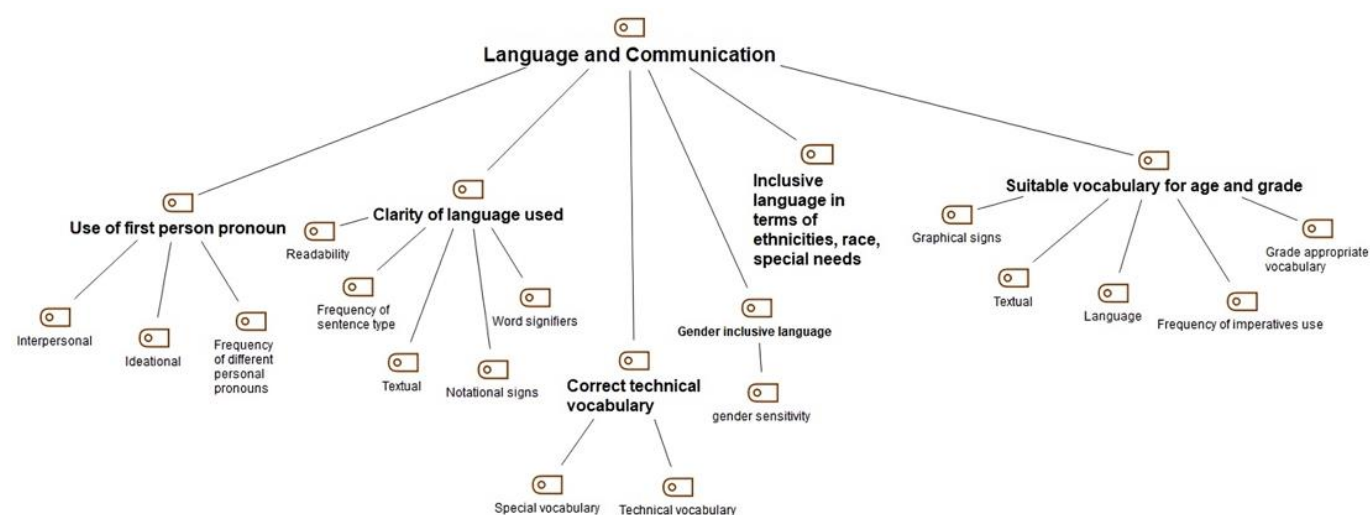 Language and Communication
Use of first person pronoun
Interpersonal
Ideational
Frequency
of different
personal
pronouns
Clarity of language used
Readability
Frequency of
sentence type
Textual
Notational signs
Word signifiers
Correct technical
vocabulary
Special vocabulary
Technical vocabulary
Gender inclusive language
gender sensitivity
Inclusive
language in
terms of
ethnicities, race,
special needs
Suitable vocabulary for age and grade
Graphical signs
Textual
Language
Frequency of imperatives use
Grade appropriate
vocabulary